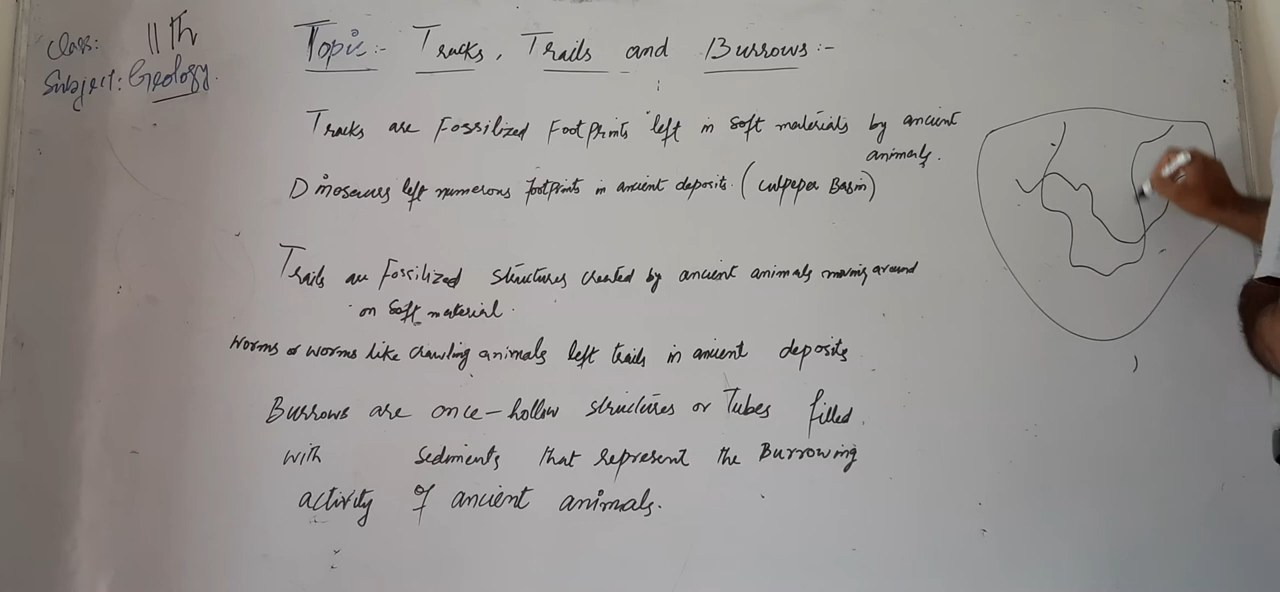 Class: 11th
Subject: Geology.
Topic:- Tracks, Trails and Burrows:-
Tracks are Fossilized Footprints left in soft materials by ancient
animals.
Dinosaurs left numerous footprints in ancient deposits. (Culpeper Basin)
Trails are Fossilized structures created by ancient animals moving around
on soft material.
Worms or worms like crawling animals left trails in ancient deposits
Burrows are once-hollow structures or Tubes filled
with sediments that represent the Burrowing
activity of ancient animals.